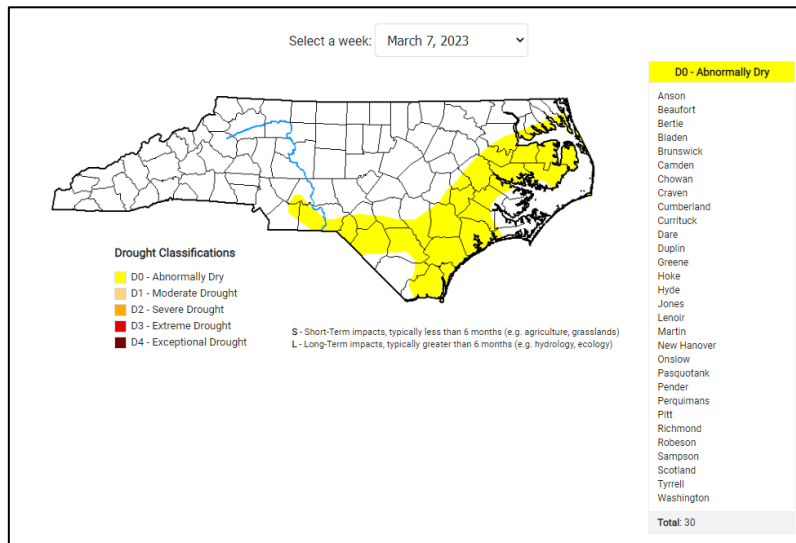 Select a week: March 7, 2023
D0 - Abnormally Dry
Anson
Beaufort
Bertie
Bladen
Brunswick
Camden
Chowan
Craven
Cumberland
Currituck
Dare
Duplin
Greene
Hoke
Hyde
Jones
Lenoir
Martin
New Hanover
Onslow
Pasquotank
Pender
Perquimans
Pitt
Richmond
Robeson
Sampson
Scotland
Tyrrell
Washington
Total: 30
Drought Classifications
D0 - Abnormally Dry
D1 - Moderate Drought
D2 - Severe Drought
D3 - Extreme Drought
D4 - Exceptional Drought
S - Short-Term impacts, typically less than 6 months (e.g. agriculture, grasslands)
L - Long-Term impacts, typically greater than 6 months (e.g. hydrology, ecology)